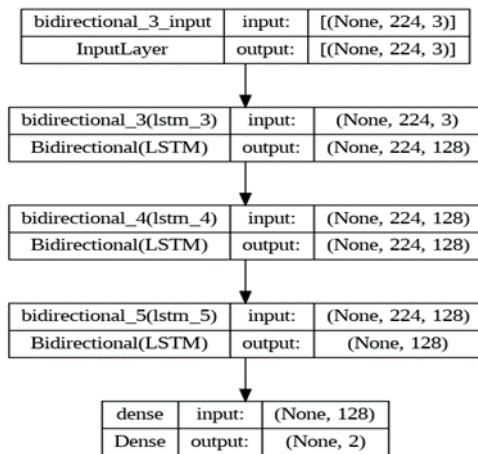 bidirectional_3_input input: [(None, 224, 3)]
InputLayer output: [(None, 224, 3)]
bidirectional_3(lstm_3) input: (None, 224, 3)
Bidirectional(LSTM) output: (None, 224, 128)
bidirectional_4(lstm_4) input: (None, 224, 128)
Bidirectional(LSTM) output: (None, 224, 128)
bidirectional_5(lstm_5) input: (None, 224, 128)
Bidirectional(LSTM) output: (None, 128)
dense input: (None, 128)
Dense output: (None, 2)